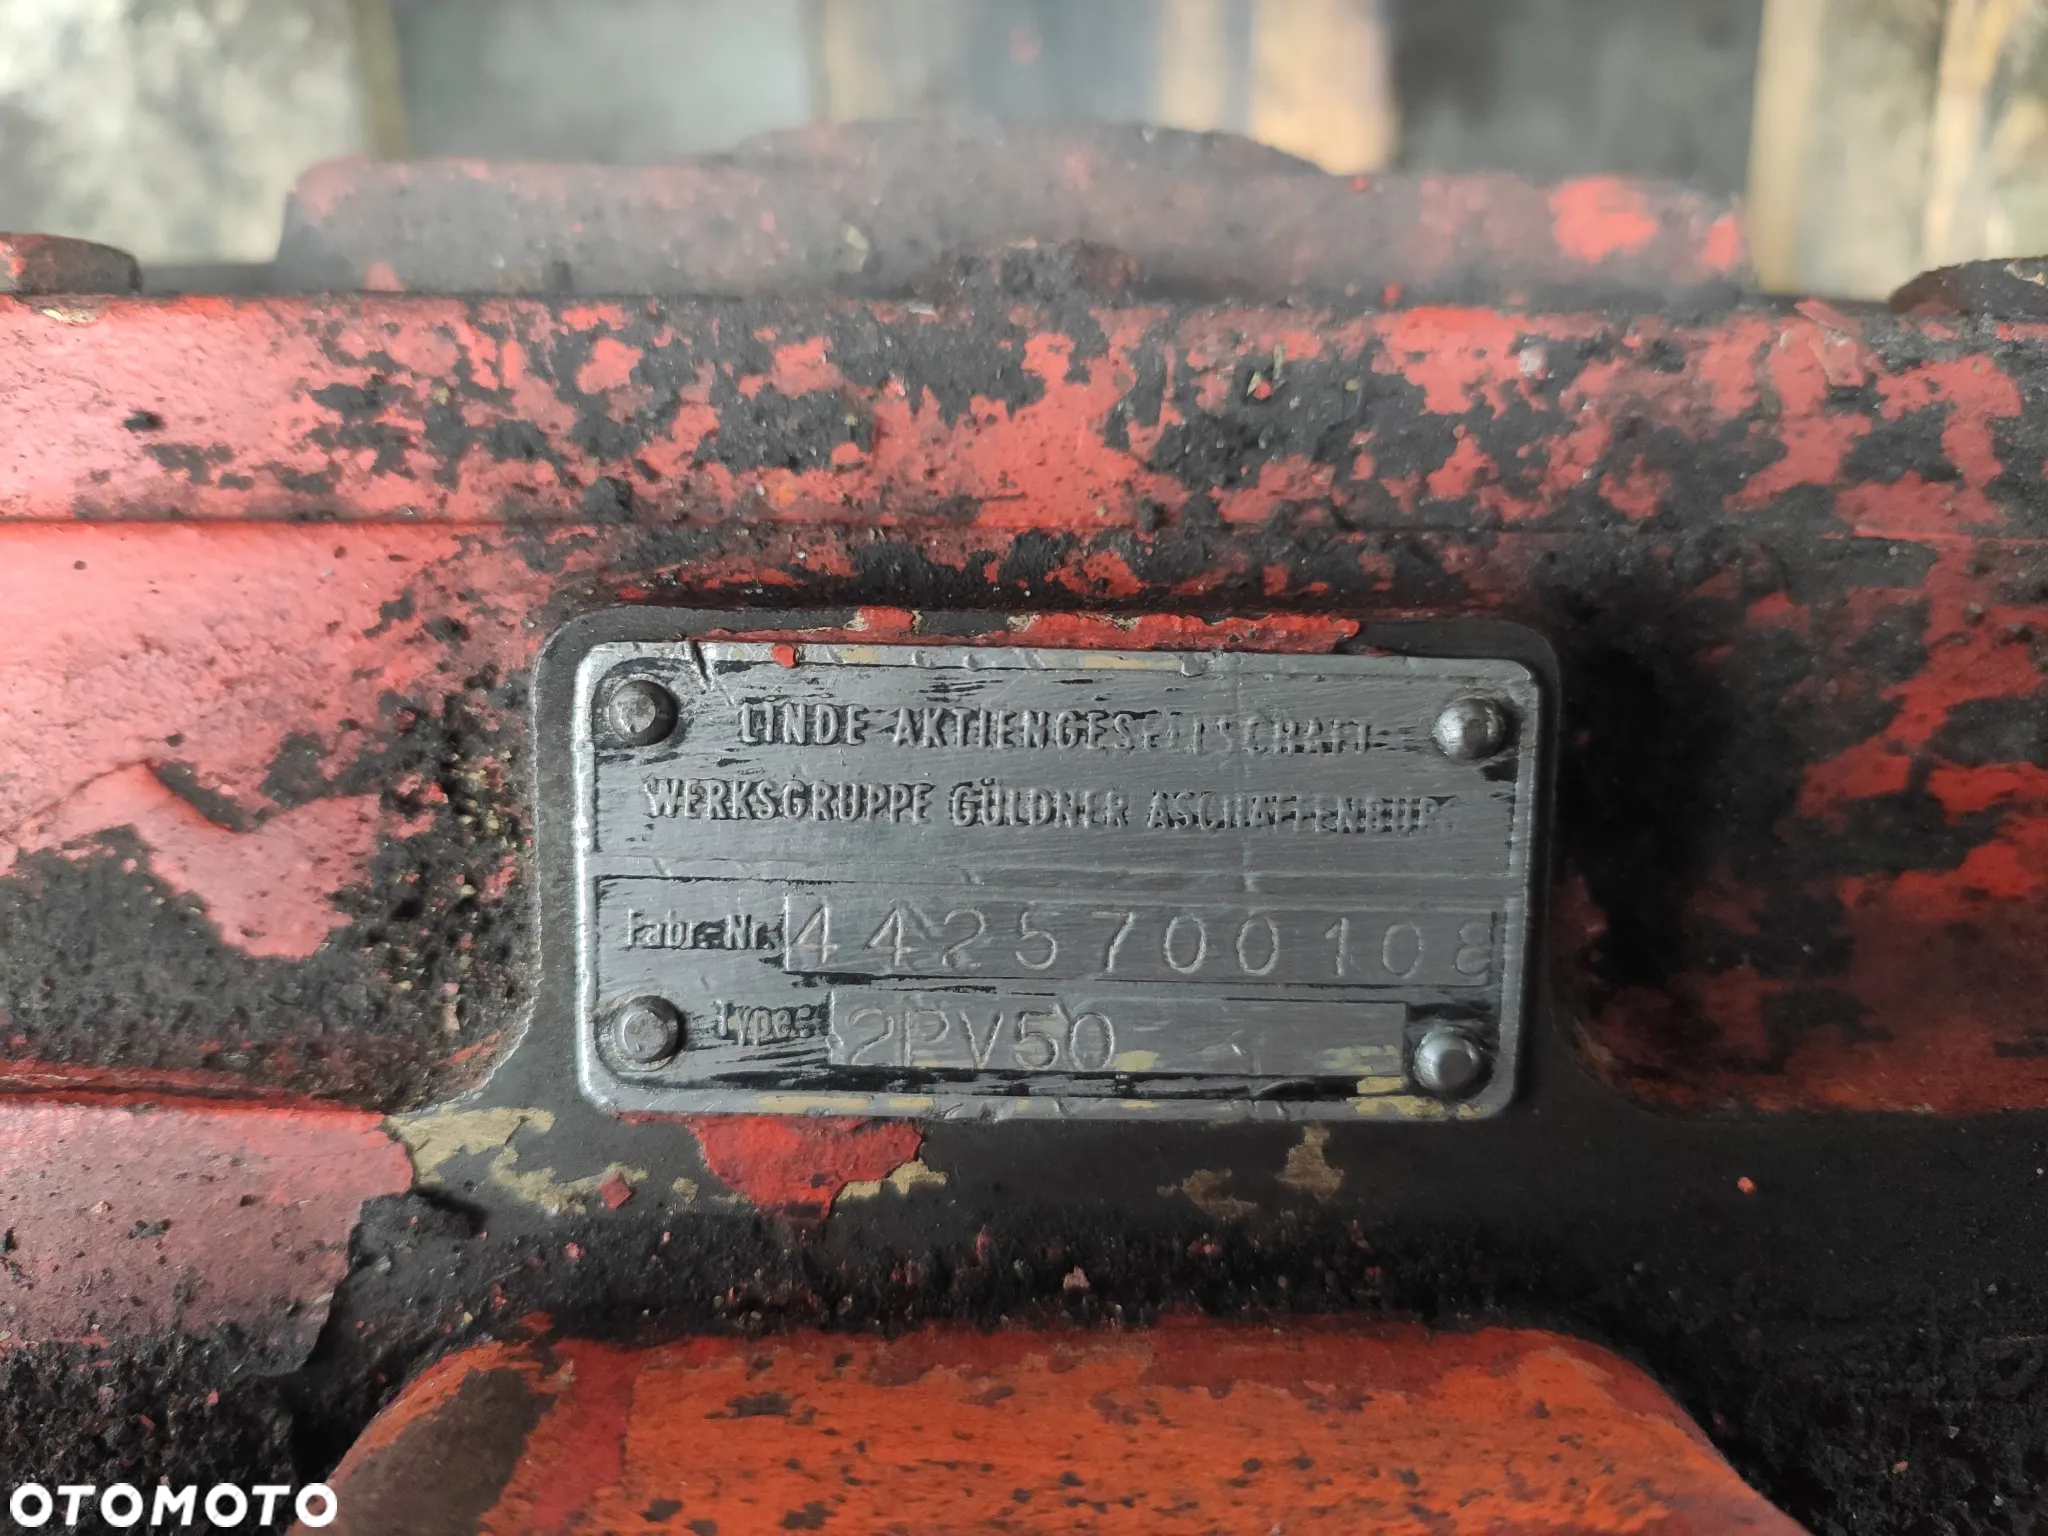 LINDE AKTIENGESELLSCHAFT
WERKSGRUPPE GÜLDNER ASCHAFFENBURG
Fabr.-Nr. 4425700108
Type: 2PV50
OTOMOTO